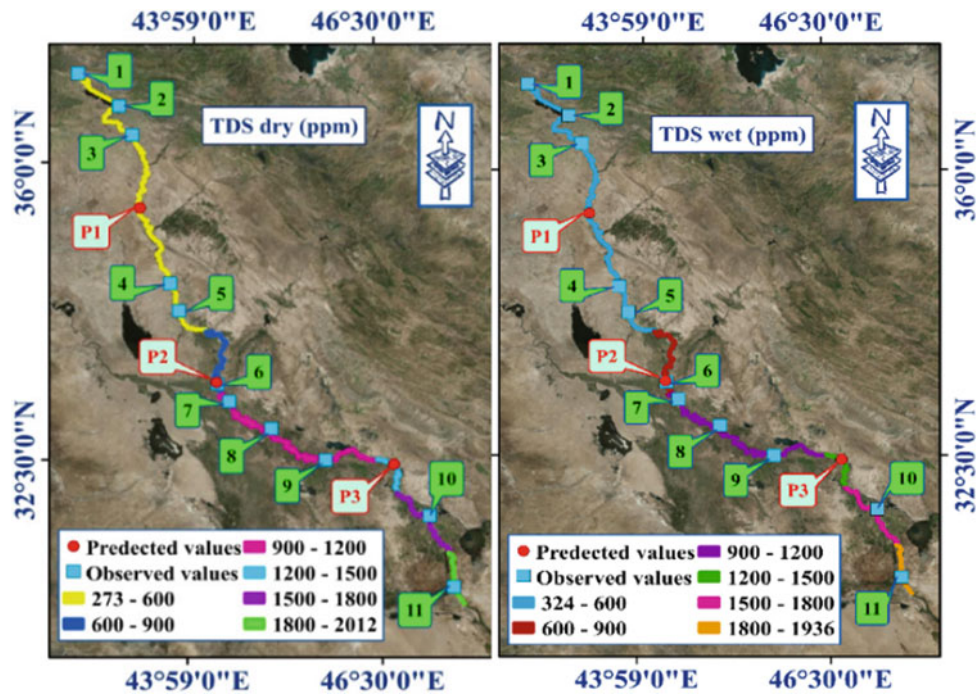 43°59'0"E 46°30'0"E
43°59'0"E 46°30'0"E
36°0'0"N
32°30'0"N
TDS dry (ppm)
N
1
2
3
P1
4
5
P2
6
7
8
9
10
11
Predected values
Observed values
273 - 600
600 - 900
900 - 1200
1200 - 1500
1500 - 1800
1800 - 2012
43°59'0"E 46°30'0"E
36°0'0"N
32°30'0"N
TDS wet (ppm)
N
1
2
3
P1
4
5
P2
6
7
8
9
P3
10
11
P3
Predected values
Observed values
324 - 600
600 - 900
900 - 1200
1200 - 1500
1500 - 1800
1800 - 1936
43°59'0"E 46°30'0"E